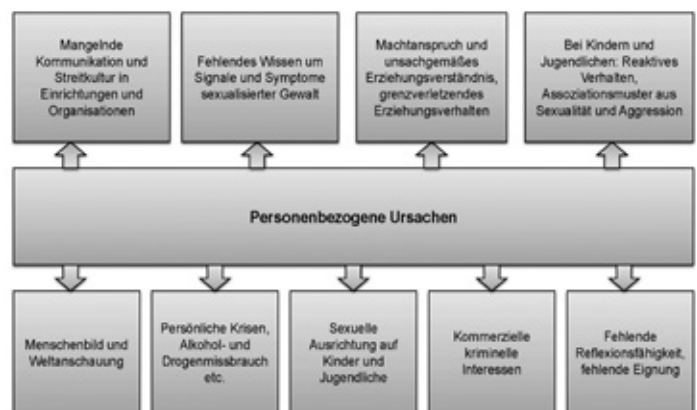 Mangelnde
Kommunikation und
Streitkultur in
Einrichtungen und
Organisationen
Fehlendes Wissen um
Signale und Symptome
sexualisierter Gewalt
Machtanspruch und
unsachgemäßes
Erziehungsverständnis,
grenzverletzendes
Erziehungsverhalten
Bei Kindern und
Jugendlichen: Reaktives
Verhalten,
Assoziationsmuster aus
Sexualität und Aggression
Personenbezogene Ursachen
Menschenbild und
Weltanschauung
Persönliche Krisen,
Alkohol- und
Drogenmissbrauch
etc.
Sexuelle
Ausrichtung auf
Kinder und
Jugendliche
Kommerzielle
kriminelle
Interessen
Fehlende
Reflexionsfähigkeit,
fehlende Eignung